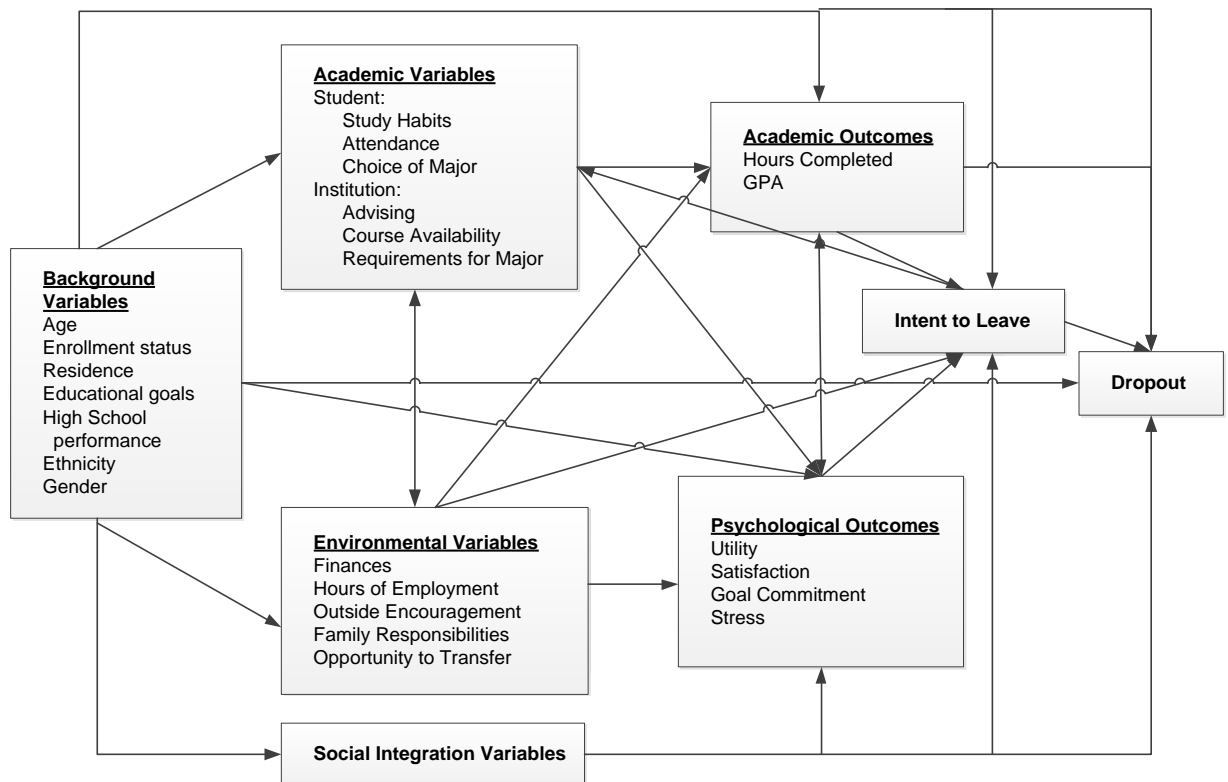 Academic Variables
Student:
Study Habits
Attendance
Choice of Major
Institution:
Advising
Course Availability
Requirements for Major
Academic Outcomes
Hours Completed
GPA
Background
Variables
Age
Enrollment status
Residence
Educational goals
High School
performance
Ethnicity
Gender
Intent to Leave
Dropout
Environmental Variables
Finances
Hours of Employment
Outside Encouragement
Family Responsibilities
Opportunity to Transfer
Psychological Outcomes
Utility
Satisfaction
Goal Commitment
Stress
Social Integration Variables